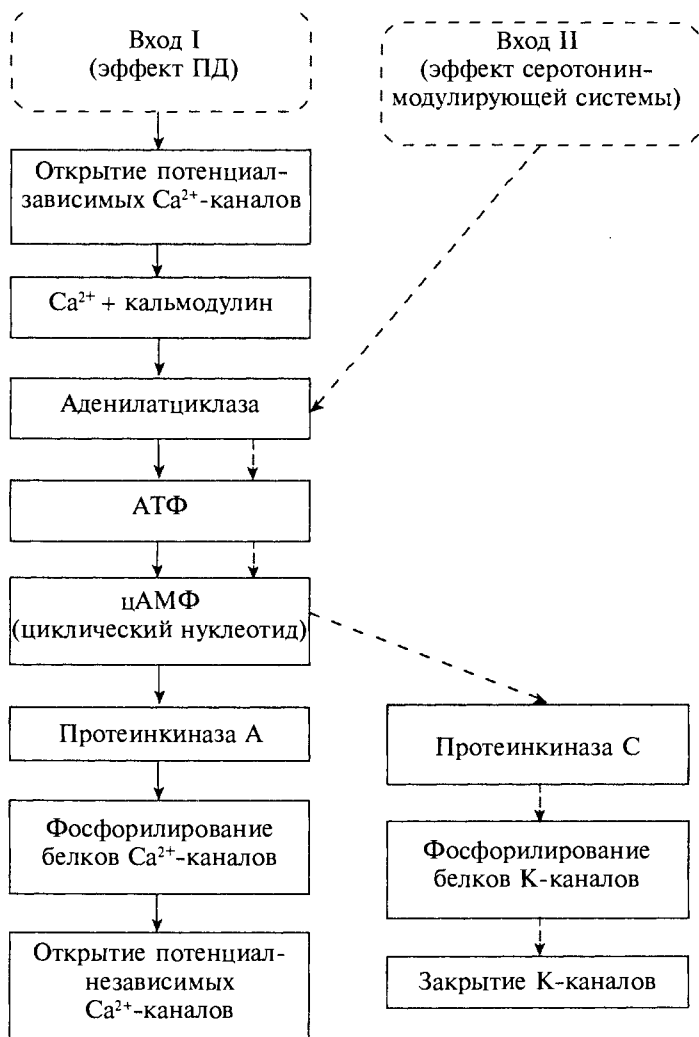 Вход I
(эффект ПД)
Вход II
(эффект серотонин-
модулирующей системы)
Открытие потенциал-
зависимых Ca²⁺-каналов
Ca²⁺ + кальмодулин
Аденилатциклаза
АТФ
цАМФ
(циклический нуклеотид)
Протеинкиназа А
Фосфорилирование
белков Ca²⁺-каналов
Открытие потенциал-
независимых
Ca²⁺-каналов
Протеинкиназа С
Фосфорилирование
белков К-каналов
Закрытие К-каналов